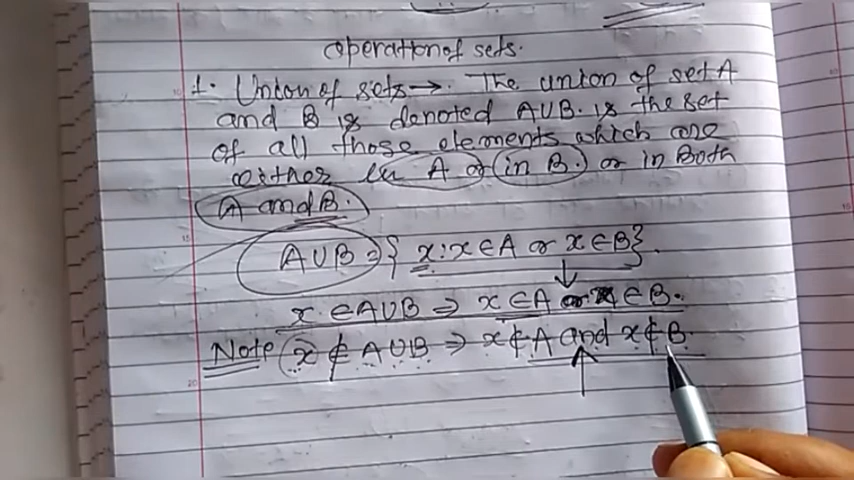 operation of sets.
1. Union of sets → . The union of set A
and B is denoted A∪B. is the set
of all those elements which are
either in A or in B. or in Both
A and B.
A∪B = { x : x ∈ A or x ∈ B}.
x ∈ A∪B ⇒ x ∈ A or x ∈ B.
Note x ∉ A∪B ⇒ x ∉ A and x ∉ B.